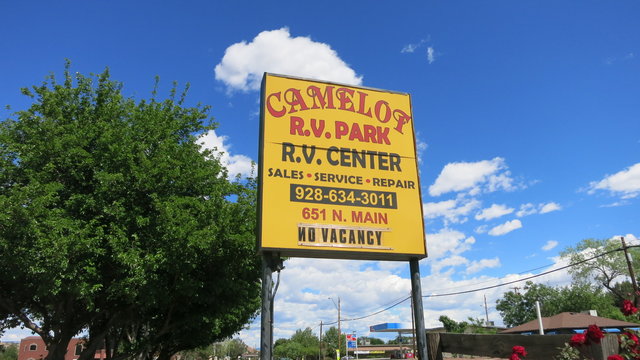 CAMELOT
R.V. PARK
R.V. CENTER
SALES • SERVICE • REPAIR
928-634-3011
651 N. MAIN
NO VACANCY